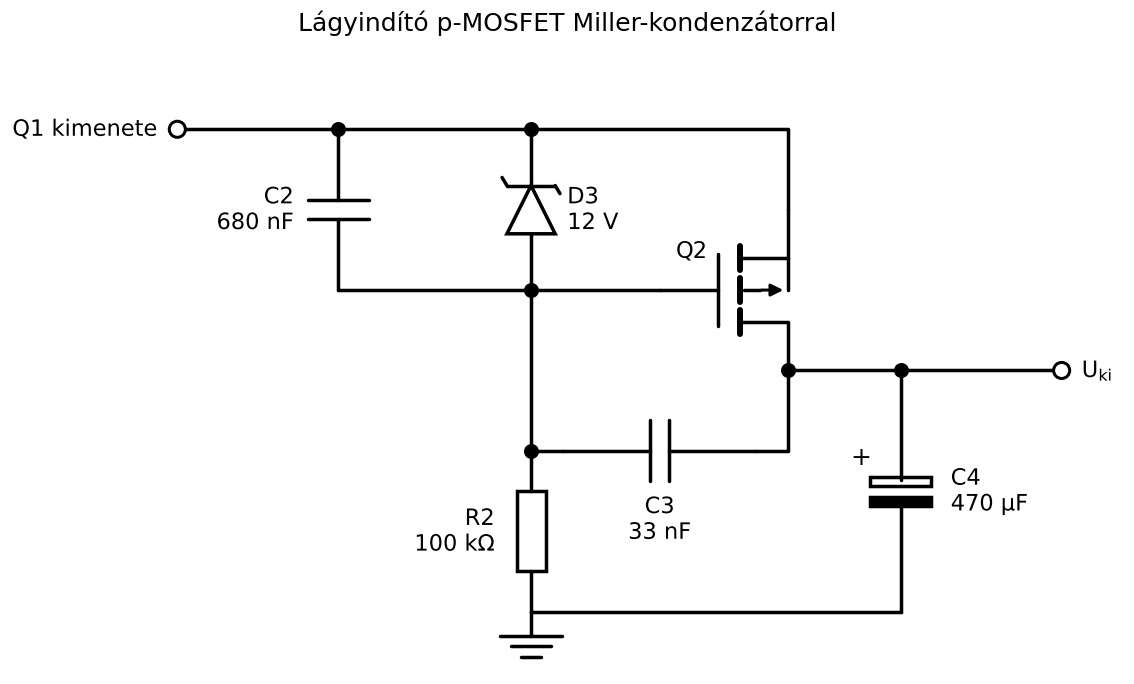 Lágyindító p-MOSFET Miller-kondenzátorral
Q1 kimenete
C2
680 nF
D3
12 V
Q2
Uki
+
C4
470 µF
C3
33 nF
R2
100 kΩ